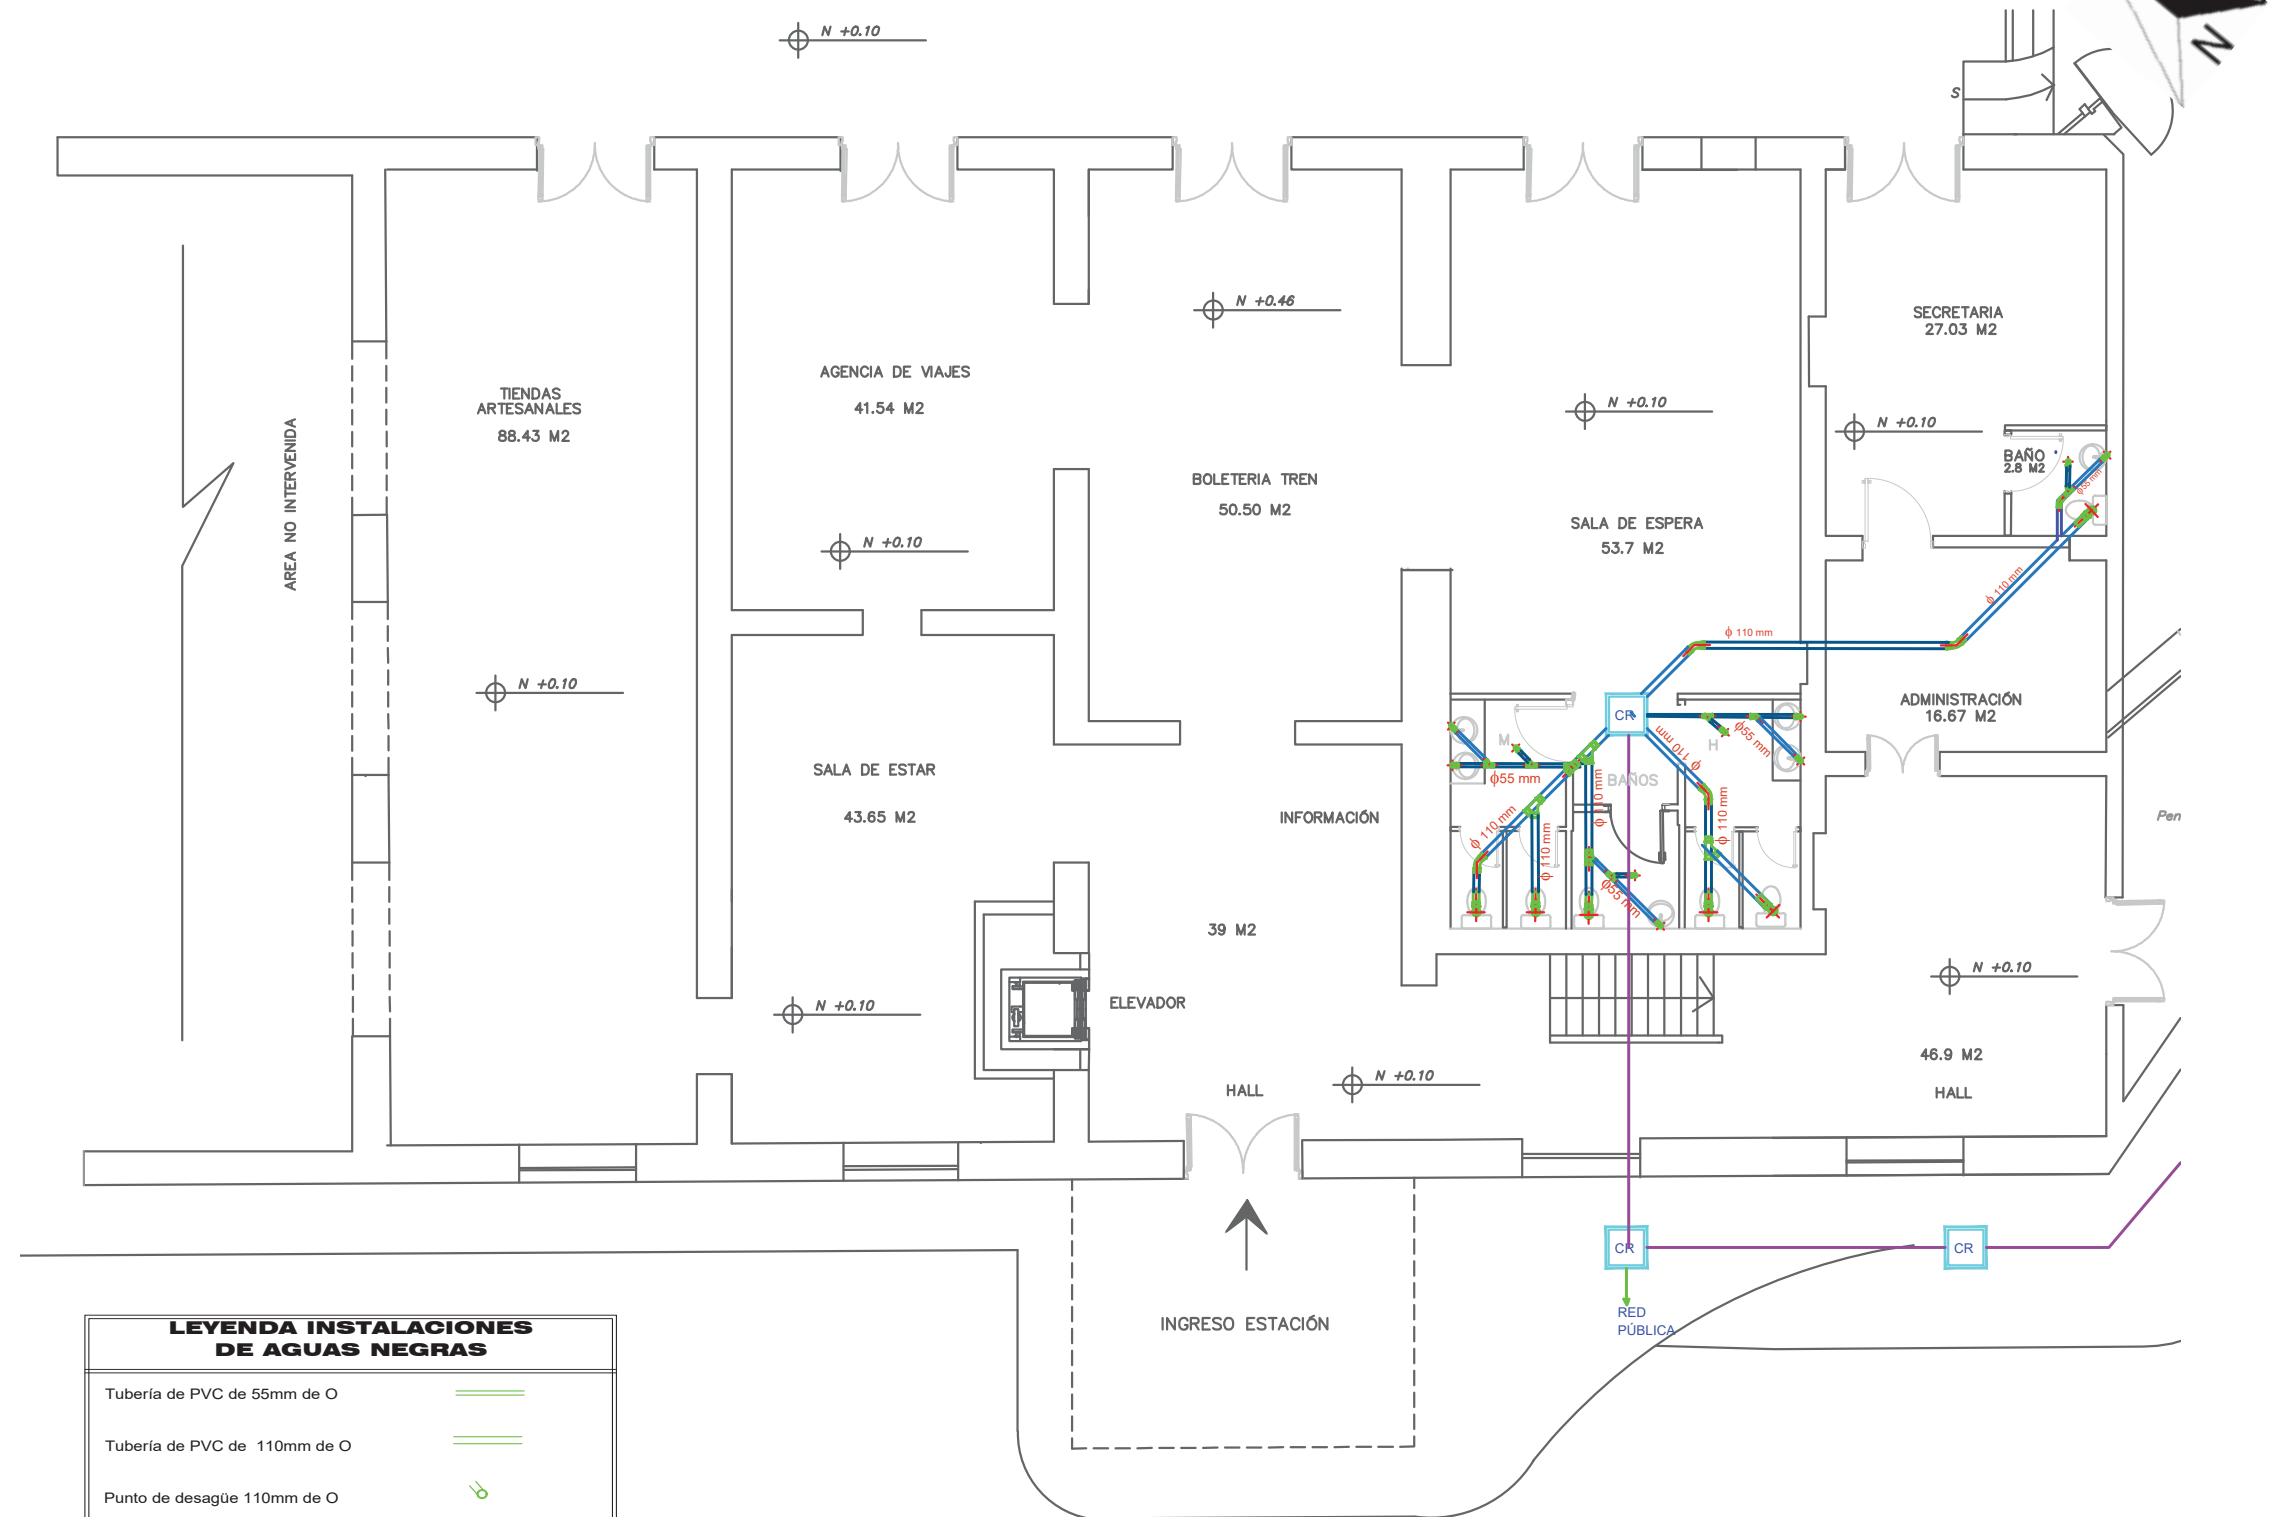 N +0.10
N
S
N +0.46
SECRETARIA
27.03 M2
AGENCIA DE VIAJES
41.54 M2
TIENDAS
ARTESANALES
88.43 M2
N +0.10
N +0.10
AREA NO INTERVENIDA
BAÑO
2.8 M2
ϕ55 mm
BOLETERIA TREN
50.50 M2
SALA DE ESPERA
53.7 M2
N +0.10
ϕ 110 mm
ϕ 110 mm
N +0.10
ADMINISTRACIÓN
16.67 M2
CR
M
H
ϕ55 mm
ϕ 110 mm
BAÑOS
ϕ55 mm
ϕ 110 mm
SALA DE ESTAR
43.65 M2
INFORMACIÓN
ϕ 110 mm
ϕ 110 mm
ϕ 110 mm
ϕ55 mm
Pen
39 M2
N +0.10
ELEVADOR
N +0.10
46.9 M2
HALL
N +0.10
HALL
CR
CR
RED
PÚBLICA
INGRESO ESTACIÓN
LEYENDA INSTALACIONES
DE AGUAS NEGRAS
Tubería de PVC de 55mm de O
Tubería de PVC de 110mm de O
Punto de desagüe 110mm de O